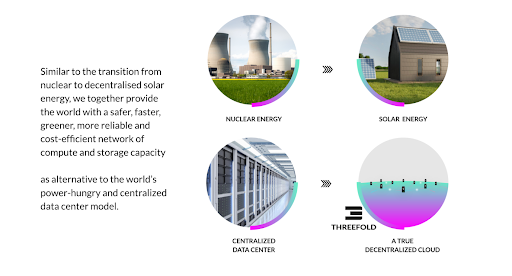 Similar to the transition from
nuclear to decentralised solar
energy, we together provide
the world with a safer, faster,
greener, more reliable and
cost-efficient network of
compute and storage capacity
as alternative to the world's
power-hungry and centralized
data center model.
NUCLEAR ENERGY
SOLAR ENERGY
CENTRALIZED
DATA CENTER
THREEFOLD
A TRUE
DECENTRALIZED CLOUD